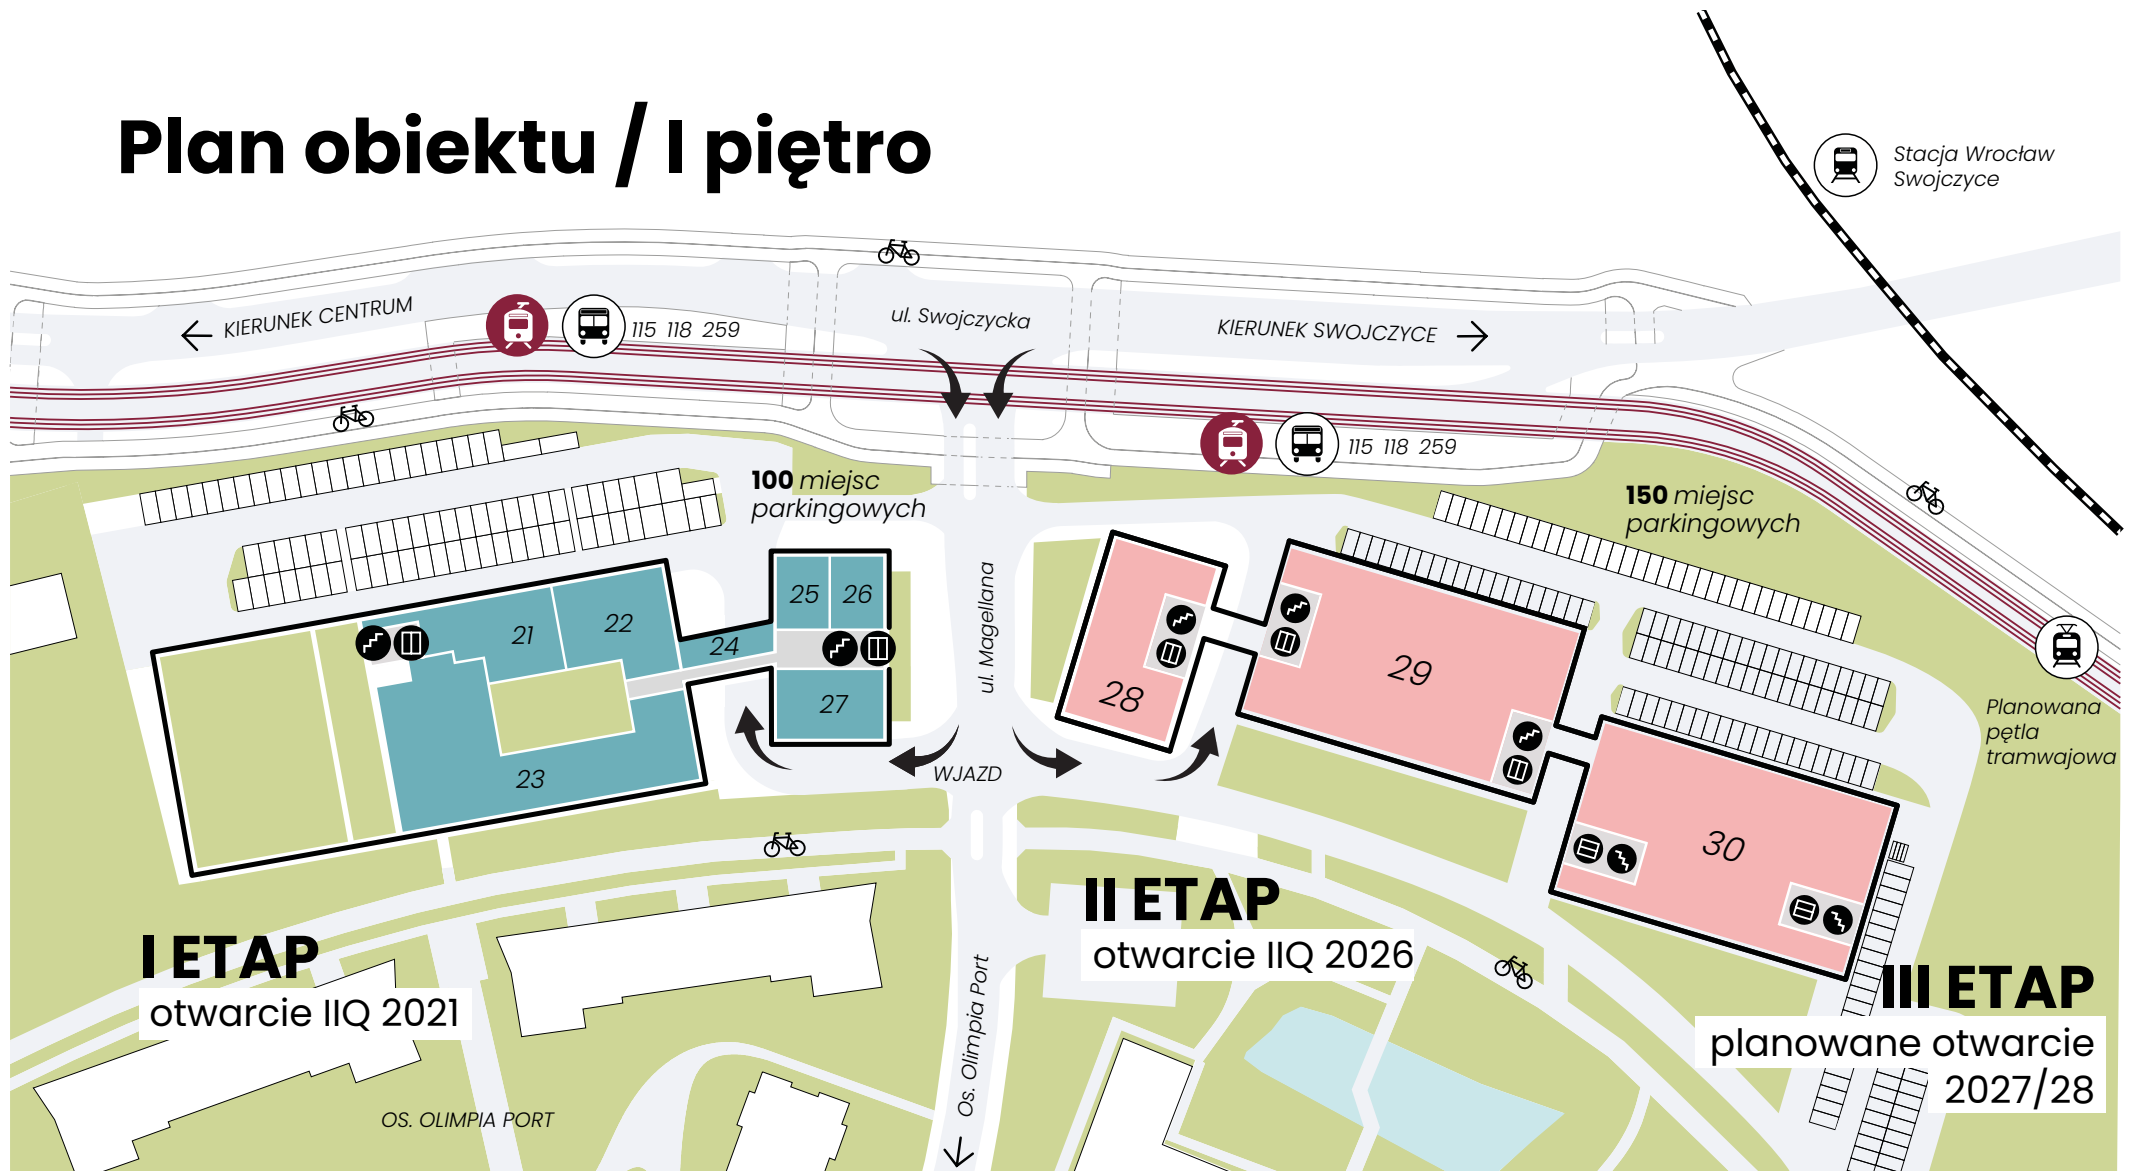 Plan obiektu / I piętro
Stacja Wrocław
Swojczyce
KIERUNEK CENTRUM
115 118 259
ul. Swojczycka
KIERUNEK SWOJCZYCE
115 118 259
100 miejsc
parkingowych
150 miejsc
parkingowych
21
22
23
24
25
26
27
ul. Magellana
28
29
30
WJAZD
Planowana
pętla
tramwajowa
I ETAP
otwarcie IIQ 2021
II ETAP
otwarcie IIQ 2026
III ETAP
planowane otwarcie
2027/28
Os. Olimpia Port
OS. OLIMPIA PORT